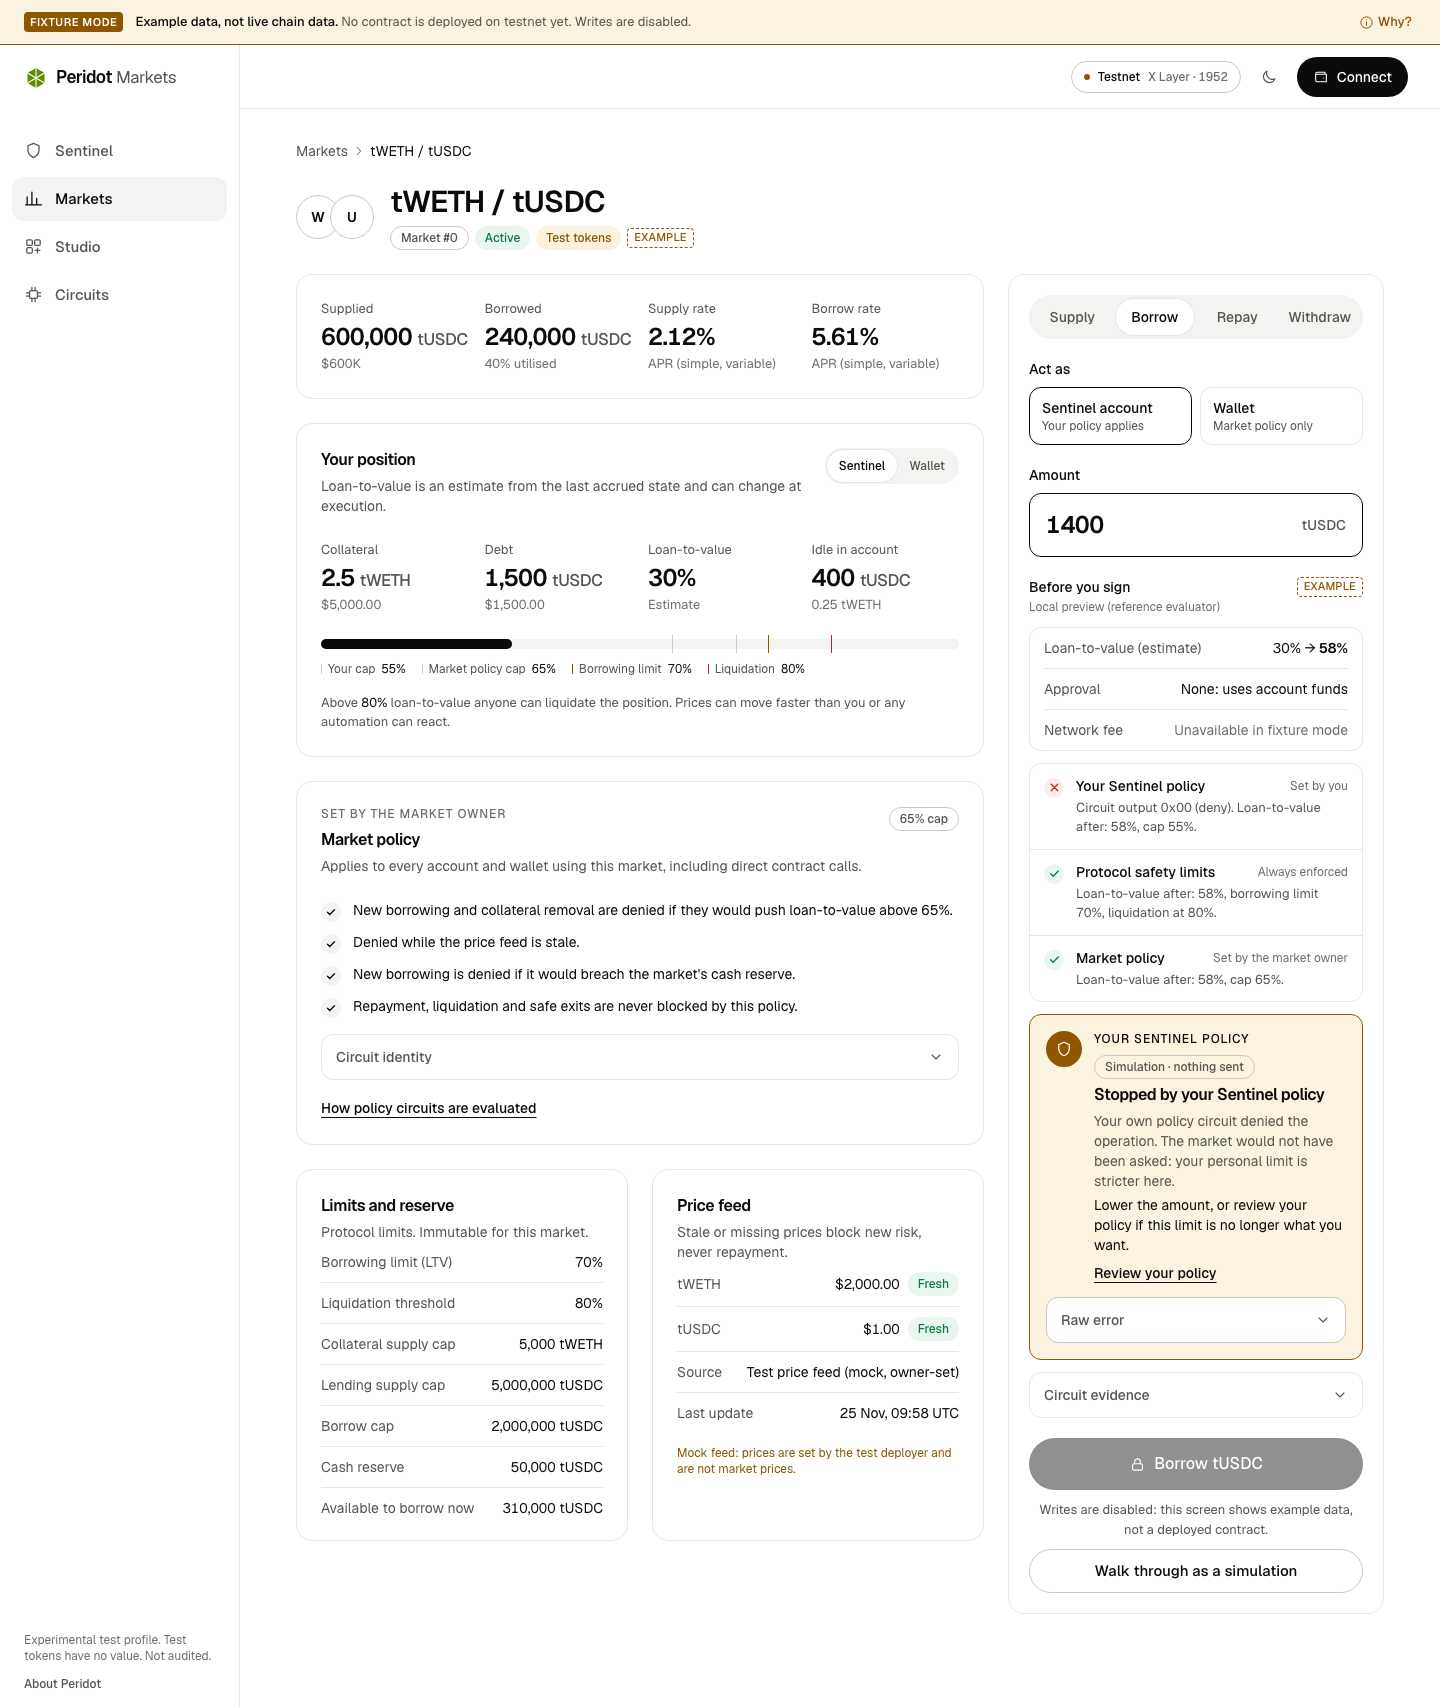 FIXTURE MODE Example data, not live chain data. No contract is deployed on testnet yet. Writes are disabled. Why?
Peridot Markets
Testnet X Layer · 1952
Connect
Sentinel
Markets
Studio
Circuits
Markets > tWETH / tUSDC
W U
tWETH / tUSDC
Market #0 Active Test tokens EXAMPLE
Supplied
600,000 tUSDC
$600K
Borrowed
240,000 tUSDC
40% utilised
Supply rate
2.12%
APR (simple, variable)
Borrow rate
5.61%
APR (simple, variable)
Your position
Sentinel Wallet
Loan-to-value is an estimate from the last accrued state and can change at
execution.
Collateral
2.5 tWETH
$5,000.00
Debt
1,500 tUSDC
$1,500.00
Loan-to-value
30%
Estimate
Idle in account
400 tUSDC
0.25 tWETH
Your cap 55% Market policy cap 65% Borrowing limit 70% Liquidation 80%
Above 80% loan-to-value anyone can liquidate the position. Prices can move faster than you or any
automation can react.
SET BY THE MARKET OWNER
65% cap
Market policy
Applies to every account and wallet using this market, including direct contract calls.
New borrowing and collateral removal are denied if they would push loan-to-value above 65%.
Denied while the price feed is stale.
New borrowing is denied if it would breach the market's cash reserve.
Repayment, liquidation and safe exits are never blocked by this policy.
Circuit identity
How policy circuits are evaluated
Limits and reserve
Protocol limits. Immutable for this market.
Borrowing limit (LTV) 70%
Liquidation threshold 80%
Collateral supply cap 5,000 tWETH
Lending supply cap 5,000,000 tUSDC
Borrow cap 2,000,000 tUSDC
Cash reserve 50,000 tUSDC
Available to borrow now 310,000 tUSDC
Price feed
Stale or missing prices block new risk,
never repayment.
tWETH $2,000.00 Fresh
tUSDC $1.00 Fresh
Source Test price feed (mock, owner-set)
Last update 25 Nov, 09:58 UTC
Mock feed: prices are set by the test deployer and
are not market prices.
Supply Borrow Repay Withdraw
Act as
Sentinel account
Your policy applies
Wallet
Market policy only
Amount
1400 tUSDC
Before you sign EXAMPLE
Local preview (reference evaluator)
Loan-to-value (estimate) 30% → 58%
Approval None: uses account funds
Network fee Unavailable in fixture mode
Your Sentinel policy Set by you
Circuit output 0x00 (deny). Loan-to-value
after: 58%, cap 55%.
Protocol safety limits Always enforced
Loan-to-value after: 58%, borrowing limit
70%, liquidation at 80%.
Market policy Set by the market owner
Loan-to-value after: 58%, cap 65%.
YOUR SENTINEL POLICY
Simulation · nothing sent
Stopped by your Sentinel policy
Your own policy circuit denied the
operation. The market would not have
been asked: your personal limit is
stricter here.
Lower the amount, or review your
policy if this limit is no longer what you
want.
Review your policy
Raw error
Circuit evidence
Borrow tUSDC
Writes are disabled: this screen shows example data,
not a deployed contract.
Walk through as a simulation
Experimental test profile. Test
tokens have no value. Not audited.
About Peridot